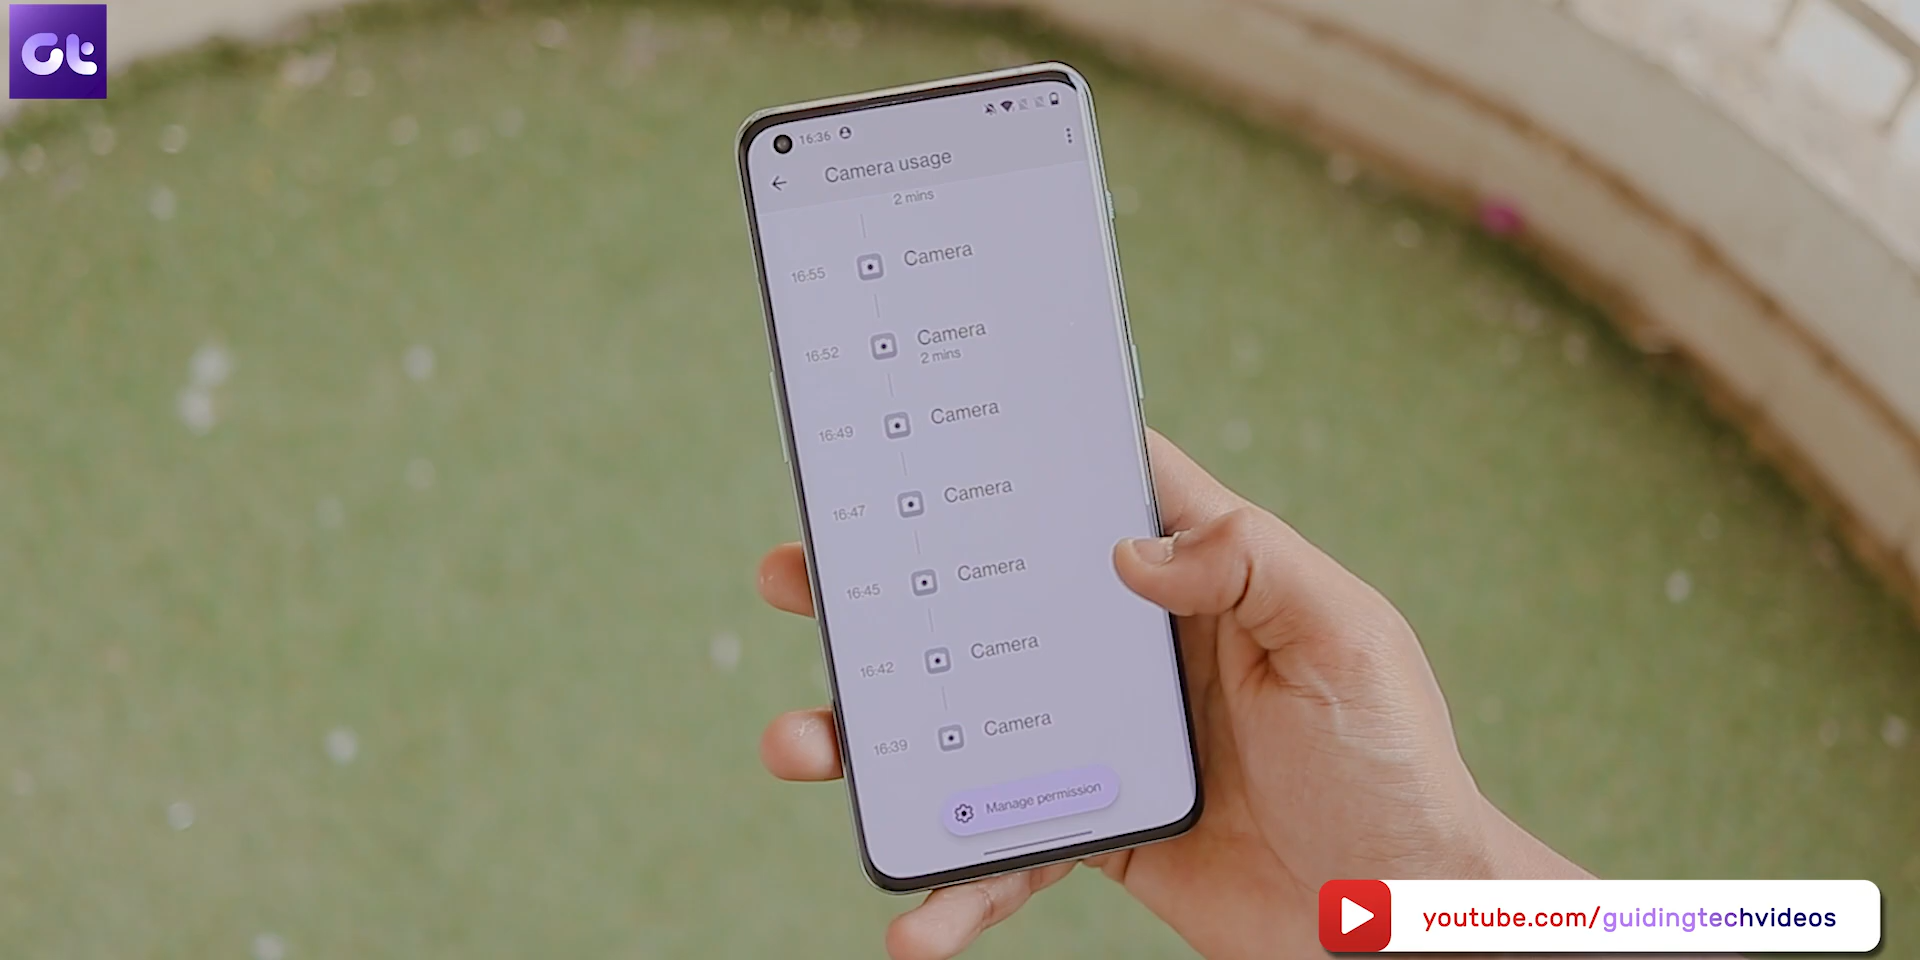 Gt
16:36
Camera usage
2 mins
16:55 Camera
16:52 Camera
2 mins
16:49 Camera
16:47 Camera
16:45 Camera
16:42 Camera
16:39 Camera
Manage permission
youtube.com/guidingtechvideos